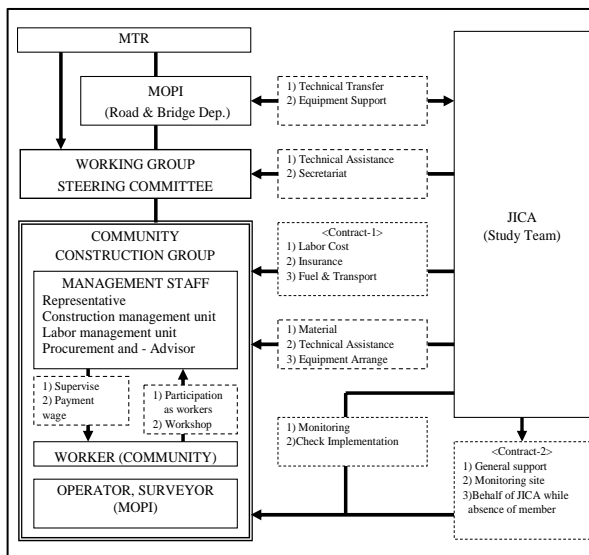 MTR
MOPI
(Road & Bridge Dep.)
1) Technical Transfer
2) Equipment Support
WORKING GROUP
STEERING COMMITTEE
1) Technical Assistance
2) Secretariat
JICA
(Study Team)
COMMUNITY
CONSTRUCTION GROUP
<Contract-1>
1) Labor Cost
2) Insurance
3) Fuel & Transport
MANAGEMENT STAFF
Representative
Construction management unit
Labor management unit
Procurement and - Advisor
1) Material
2) Technical Assistance
3) Equipment Arrange
1) Supervise
2) Payment
wage
1) Participation
as workers
2) Workshop
1) Monitoring
2)Check Implementation
WORKER (COMMUNITY)
<Contract-2>
1) General support
2) Monitoring site
3)Behalf of JICA while
absence of member
OPERATOR, SURVEYOR
(MOPI)